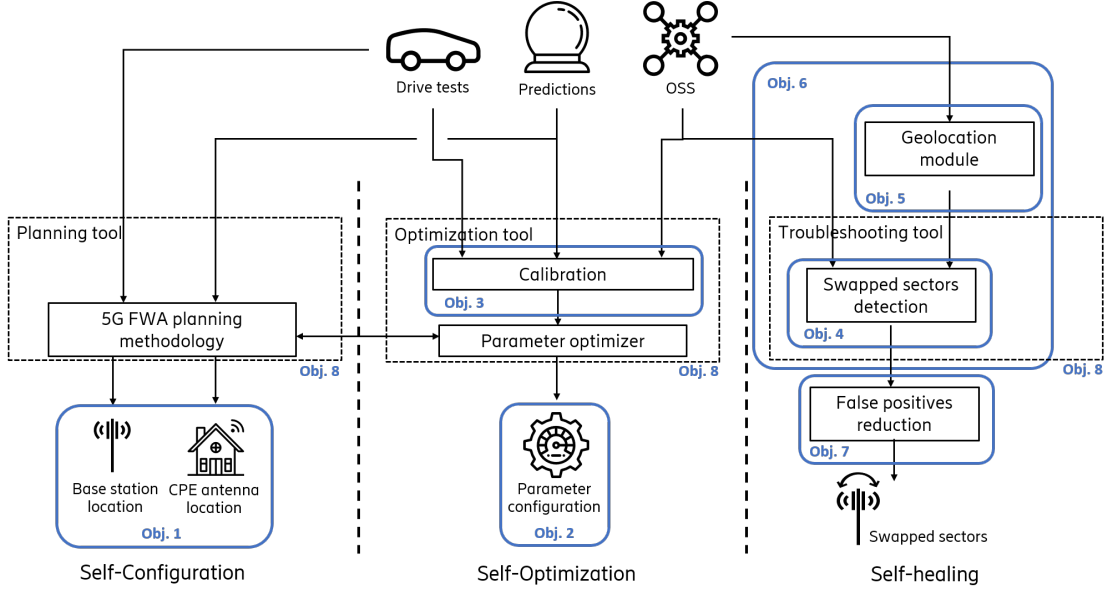 Drive tests
Predictions
OSS
Obj. 6
Geolocation
module
Obj. 5
Planning tool
5G FWA planning
methodology
Obj. 8
Base station
location
CPE antenna
location
Obj. 1
Self-Configuration
Optimization tool
Calibration
Obj. 3
Parameter optimizer
Obj. 8
Parameter
configuration
Obj. 2
Self-Optimization
Troubleshooting tool
Swapped sectors
detection
Obj. 4
Obj. 8
False positives
reduction
Obj. 7
Swapped sectors
Self-healing